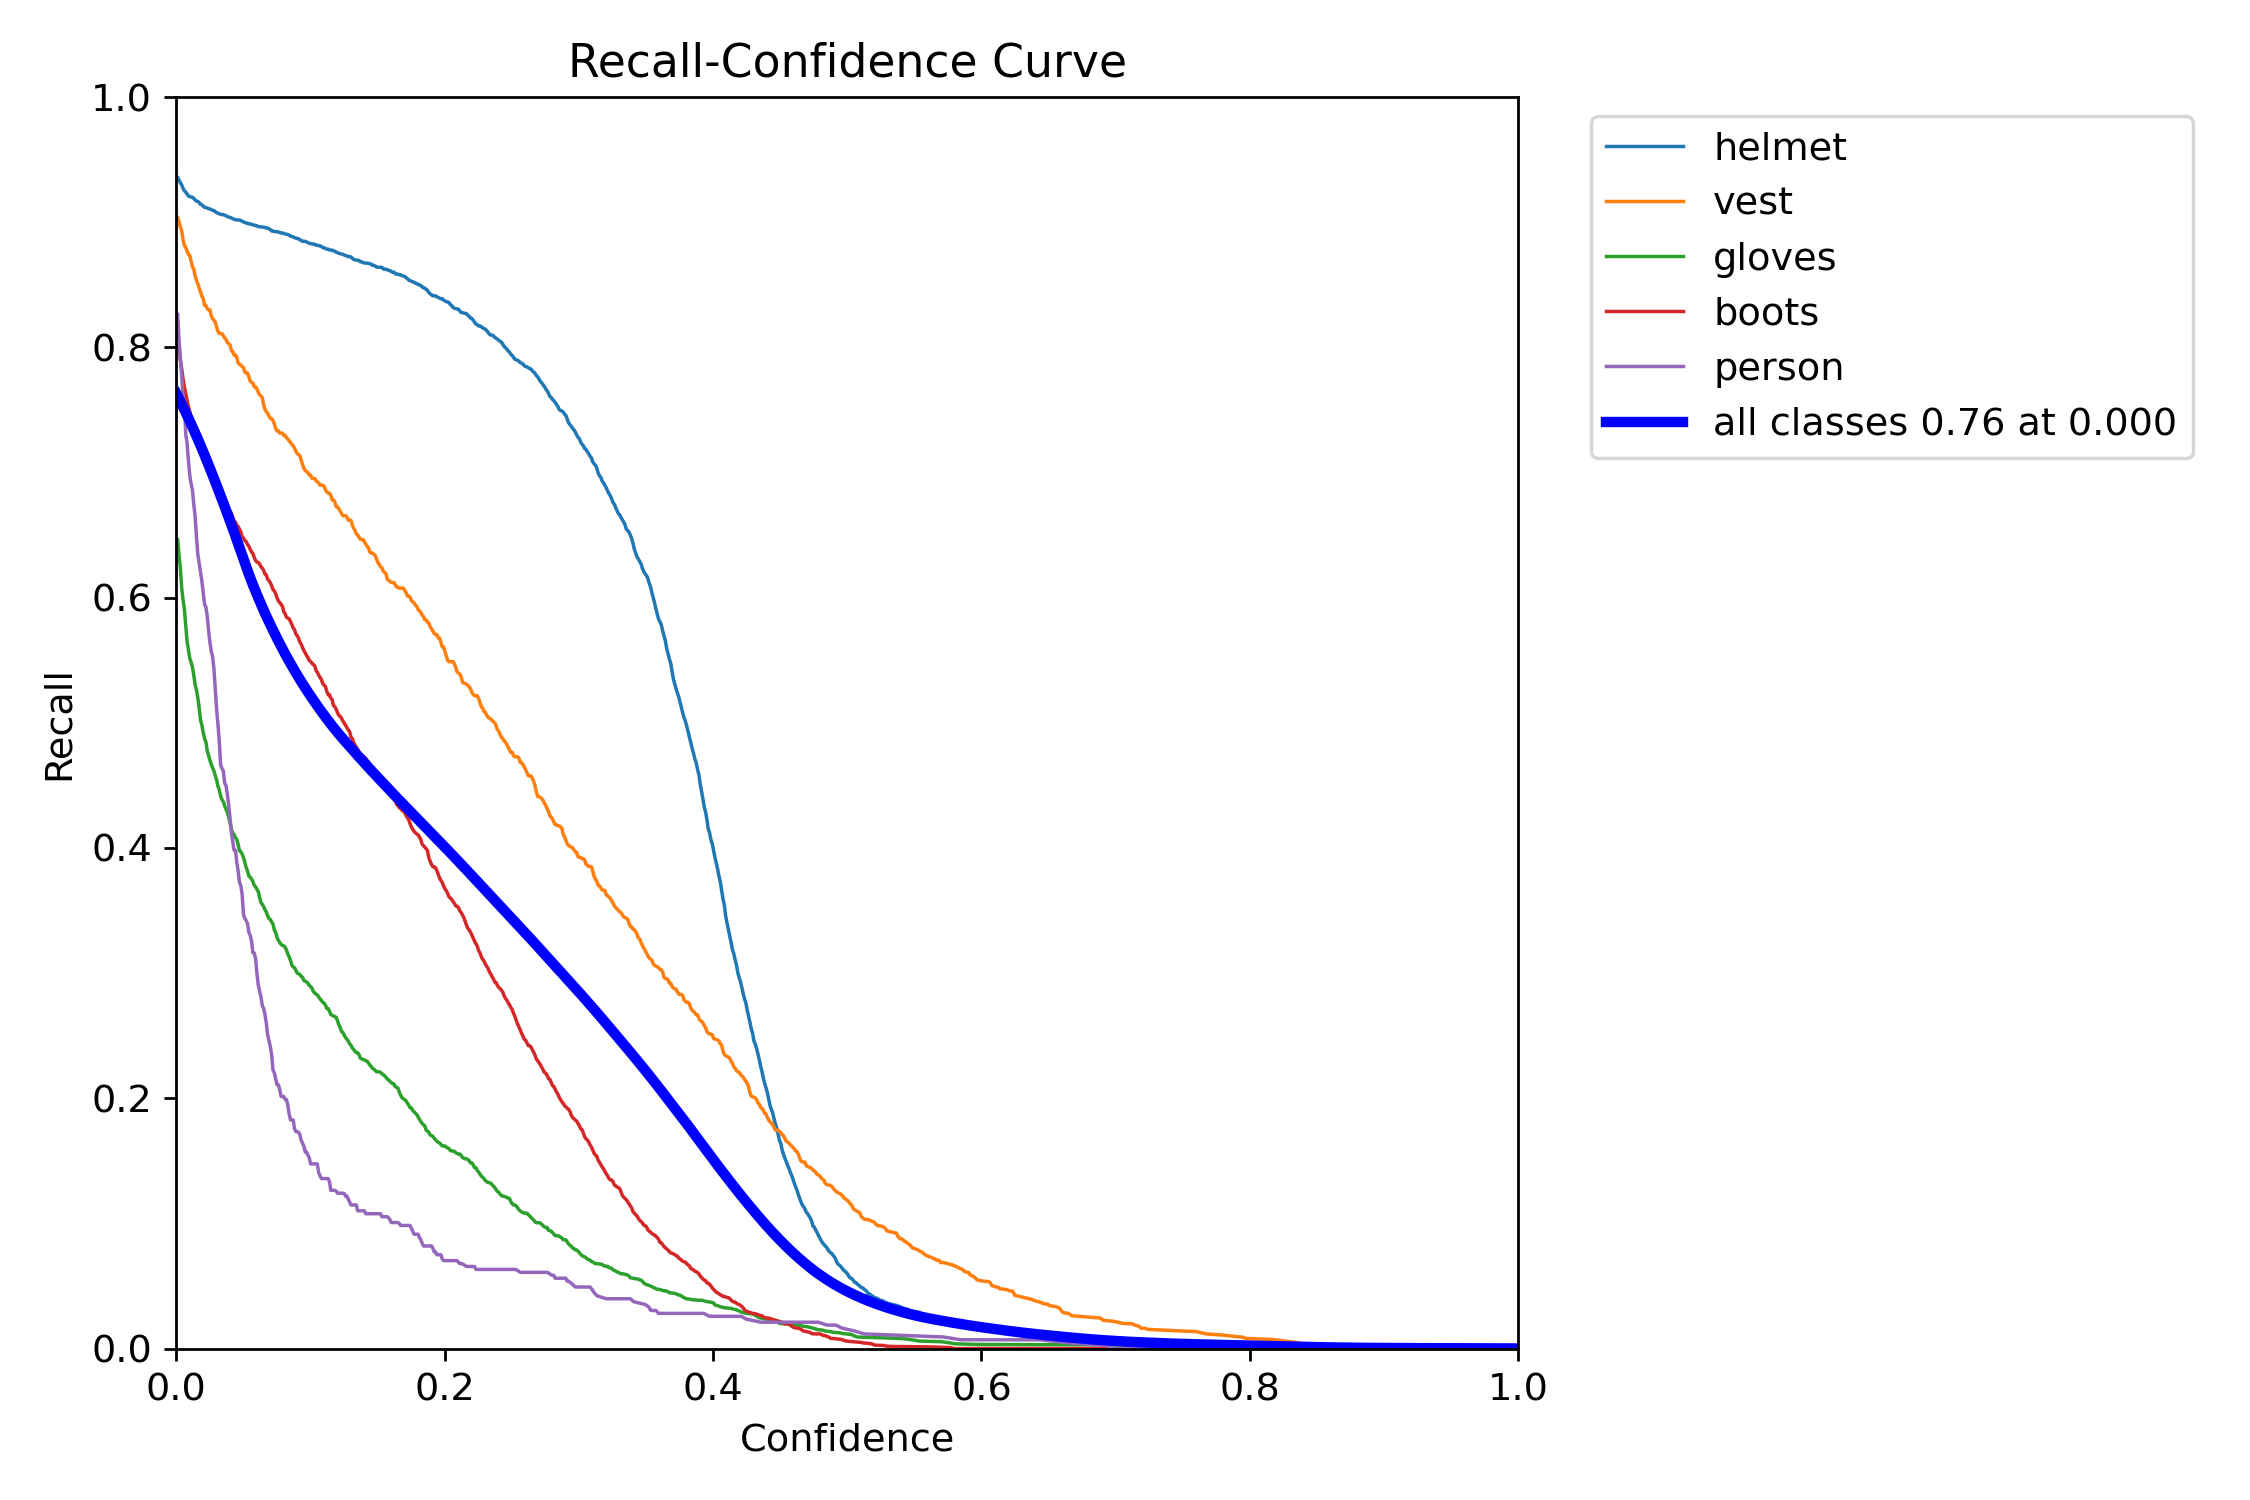 Recall-Confidence Curve
1.0
0.8
0.6
0.4
0.2
0.0
Recall
0.0 0.2 0.4 0.6 0.8 1.0
Confidence
helmet
vest
gloves
boots
person
all classes 0.76 at 0.000